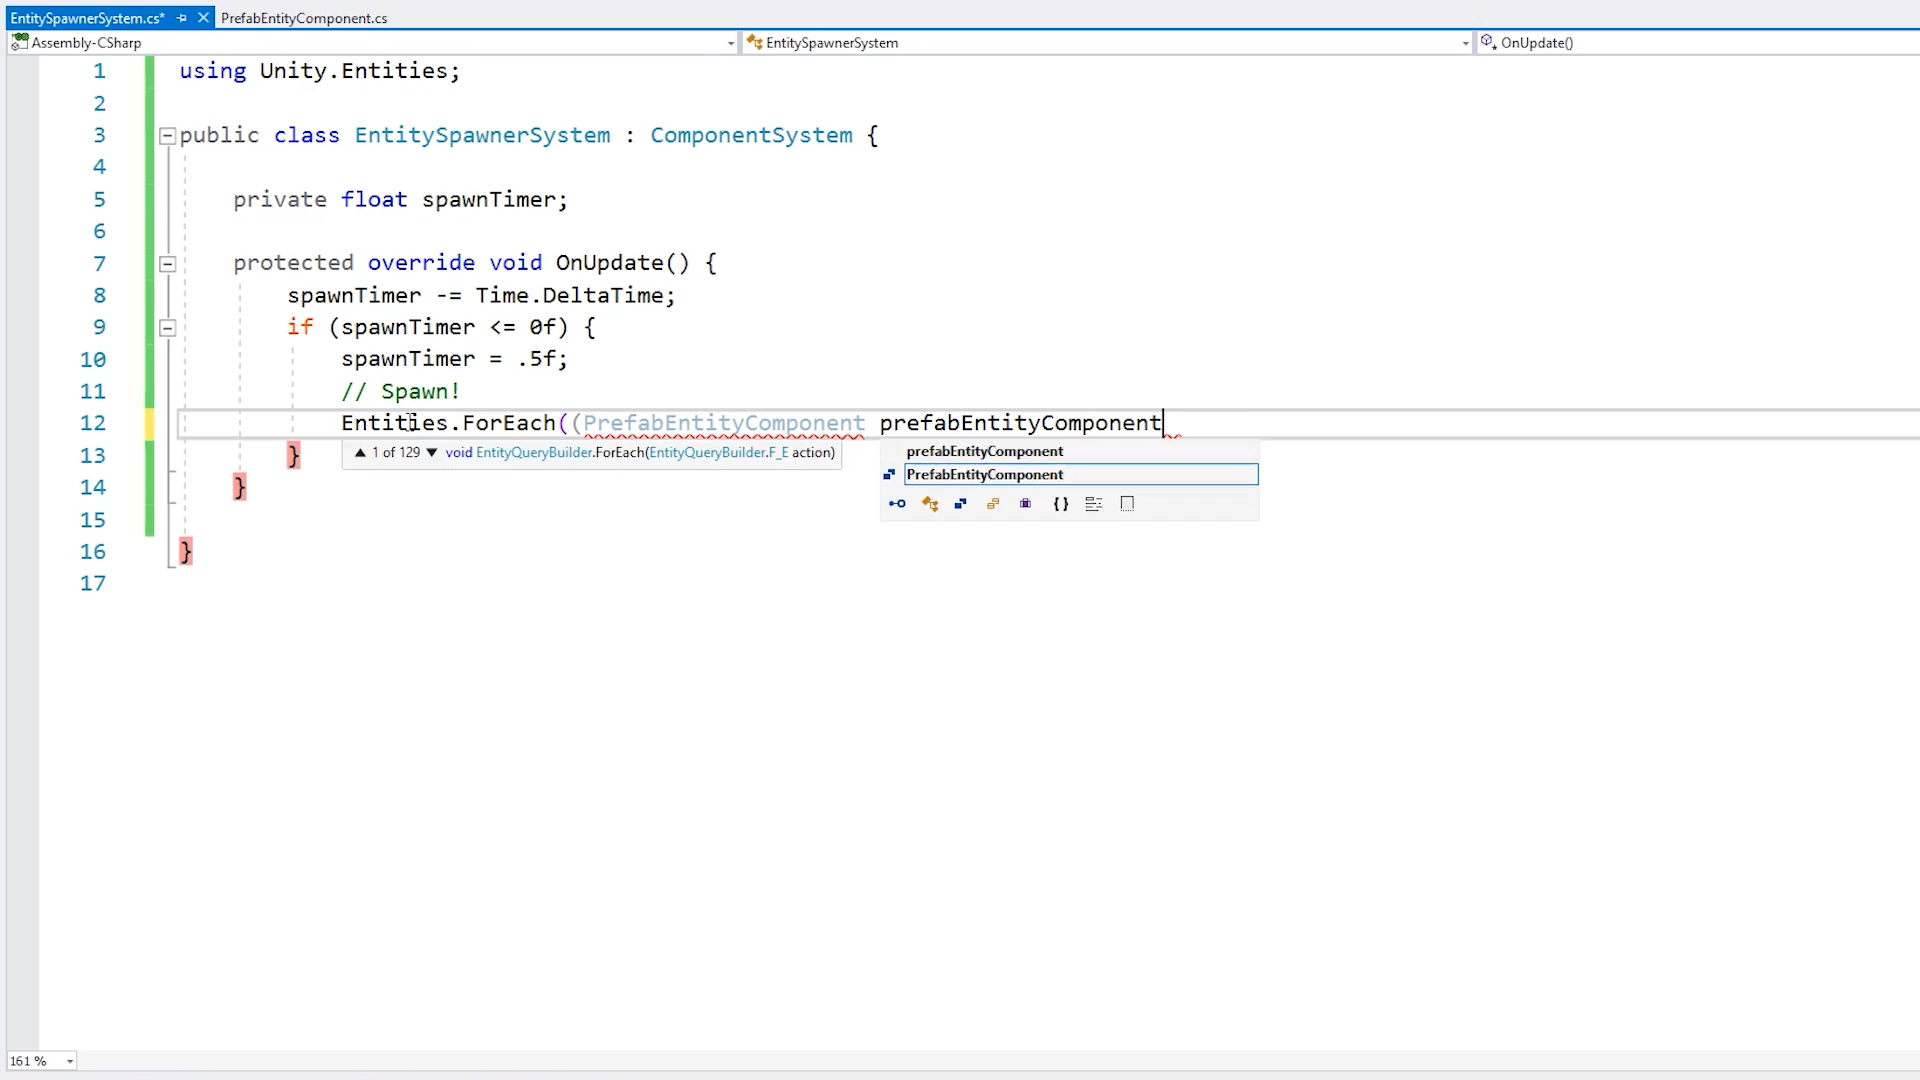 EntitySpawnerSystem.cs* PrefabEntityComponent.cs
Assembly-CSharp EntitySpawnerSystem OnUpdate()
1 using Unity.Entities;
2
3 public class EntitySpawnerSystem : ComponentSystem {
4
5 private float spawnTimer;
6
7 protected override void OnUpdate() {
8 spawnTimer -= Time.DeltaTime;
9 if (spawnTimer <= 0f) {
10 spawnTimer = .5f;
11 // Spawn!
12 Entities.ForEach((PrefabEntityComponent prefabEntityComponent
13 }
▲ 1 of 129 ▼ void EntityQueryBuilder.ForEach(EntityQueryBuilder.F_E action)
prefabEntityComponent
PrefabEntityComponent
14 }
15
16 }
17
161 %